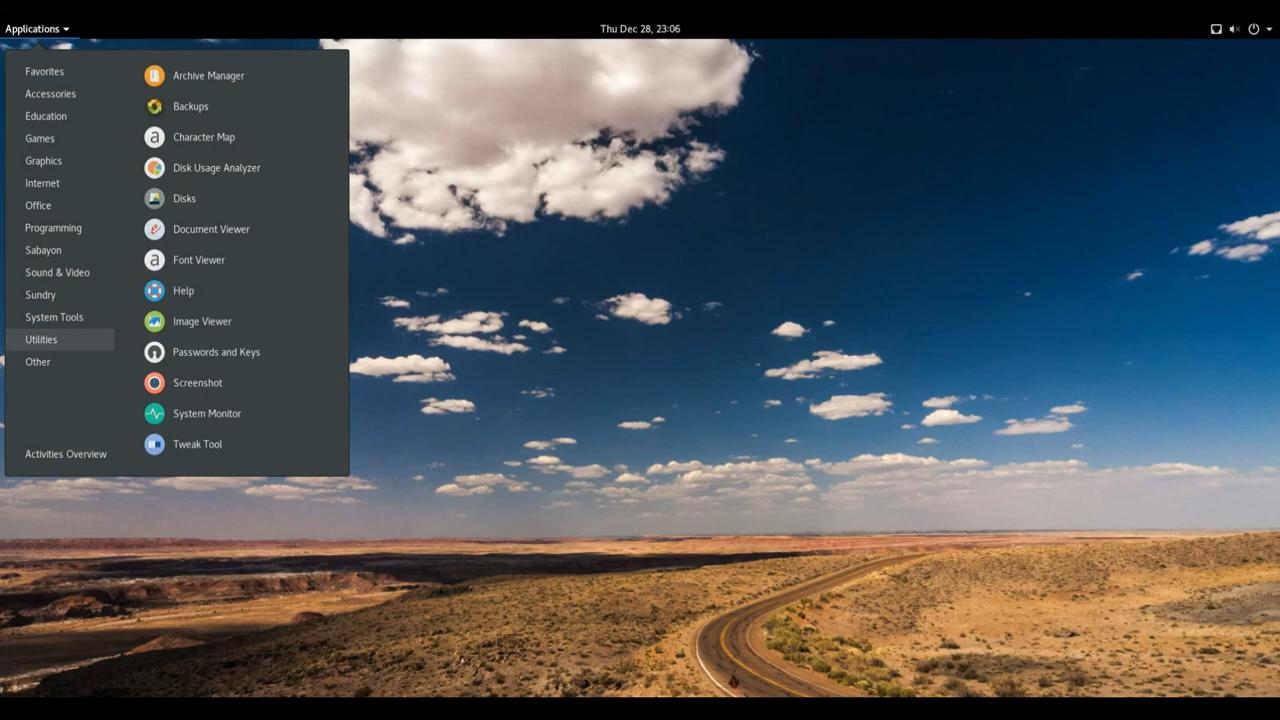 Applications
Thu Dec 28, 23:06
Favorites
Accessories
Education
Games
Graphics
Internet
Office
Programming
Sabayon
Sound & Video
Sundry
System Tools
Utilities
Other
Activities Overview
Archive Manager
Backups
Character Map
Disk Usage Analyzer
Disks
Document Viewer
Font Viewer
Help
Image Viewer
Passwords and Keys
Screenshot
System Monitor
Tweak Tool